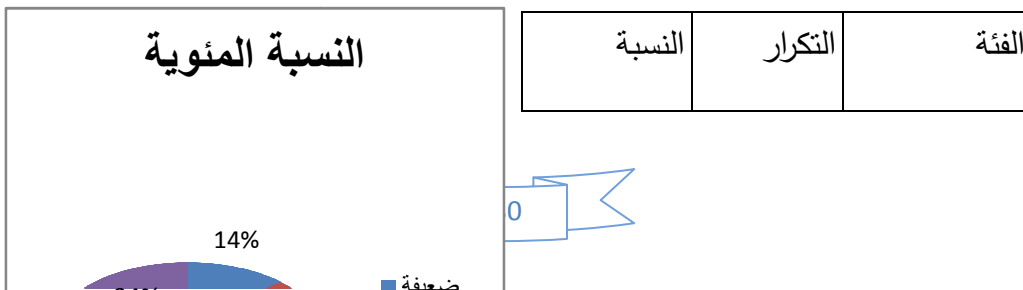 الفئة التكرار النسبة
النسبة المئوية
0
14%
ضعيفة